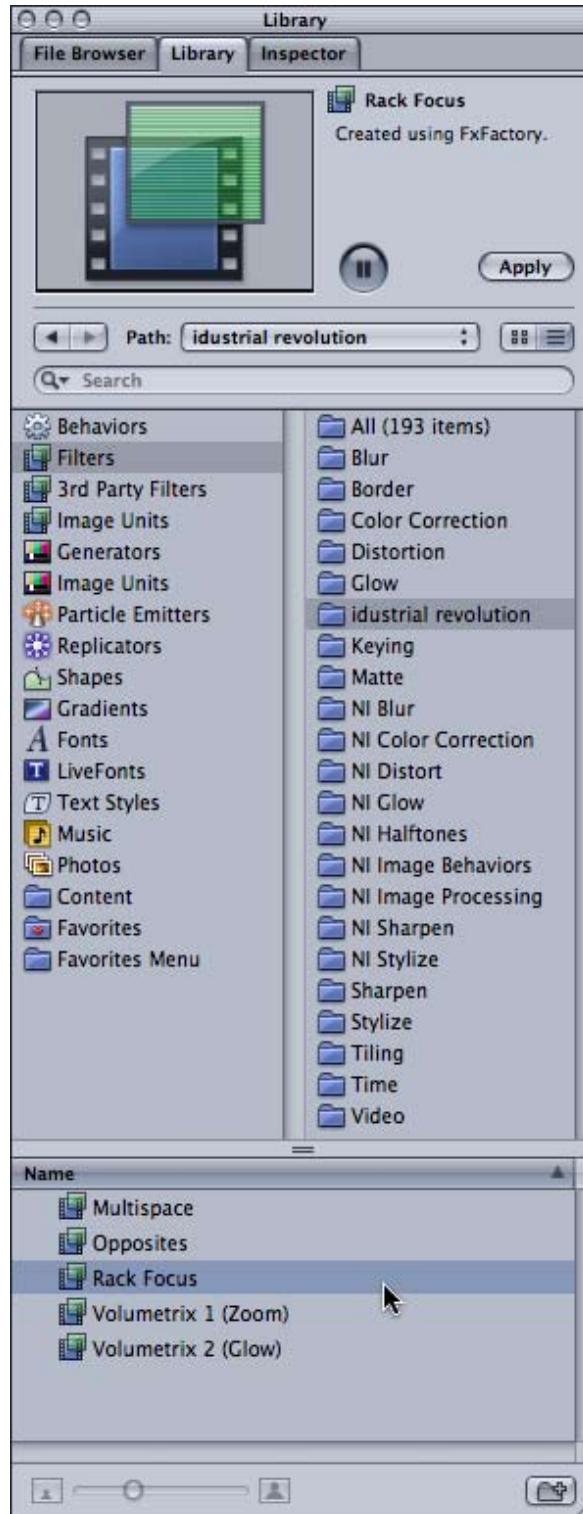 Library
File Browser
Library
Inspector
Rack Focus
Created using FxFactory.
Apply
Path:
idustrial revolution
Search
Behaviors
Filters
3rd Party Filters
Image Units
Generators
Image Units
Particle Emitters
Replicators
Shapes
Gradients
Fonts
LiveFonts
Text Styles
Music
Photos
Content
Favorites
Favorites Menu
All (193 items)
Blur
Border
Color Correction
Distortion
Glow
idustrial revolution
Keying
Matte
NI Blur
NI Color Correction
NI Distort
NI Glow
NI Halftones
NI Image Behaviors
NI Image Processing
NI Sharpen
NI Stylize
Sharpen
Stylize
Tiling
Time
Video
Name
Multispace
Opposites
Rack Focus
Volumetrix 1 (Zoom)
Volumetrix 2 (Glow)